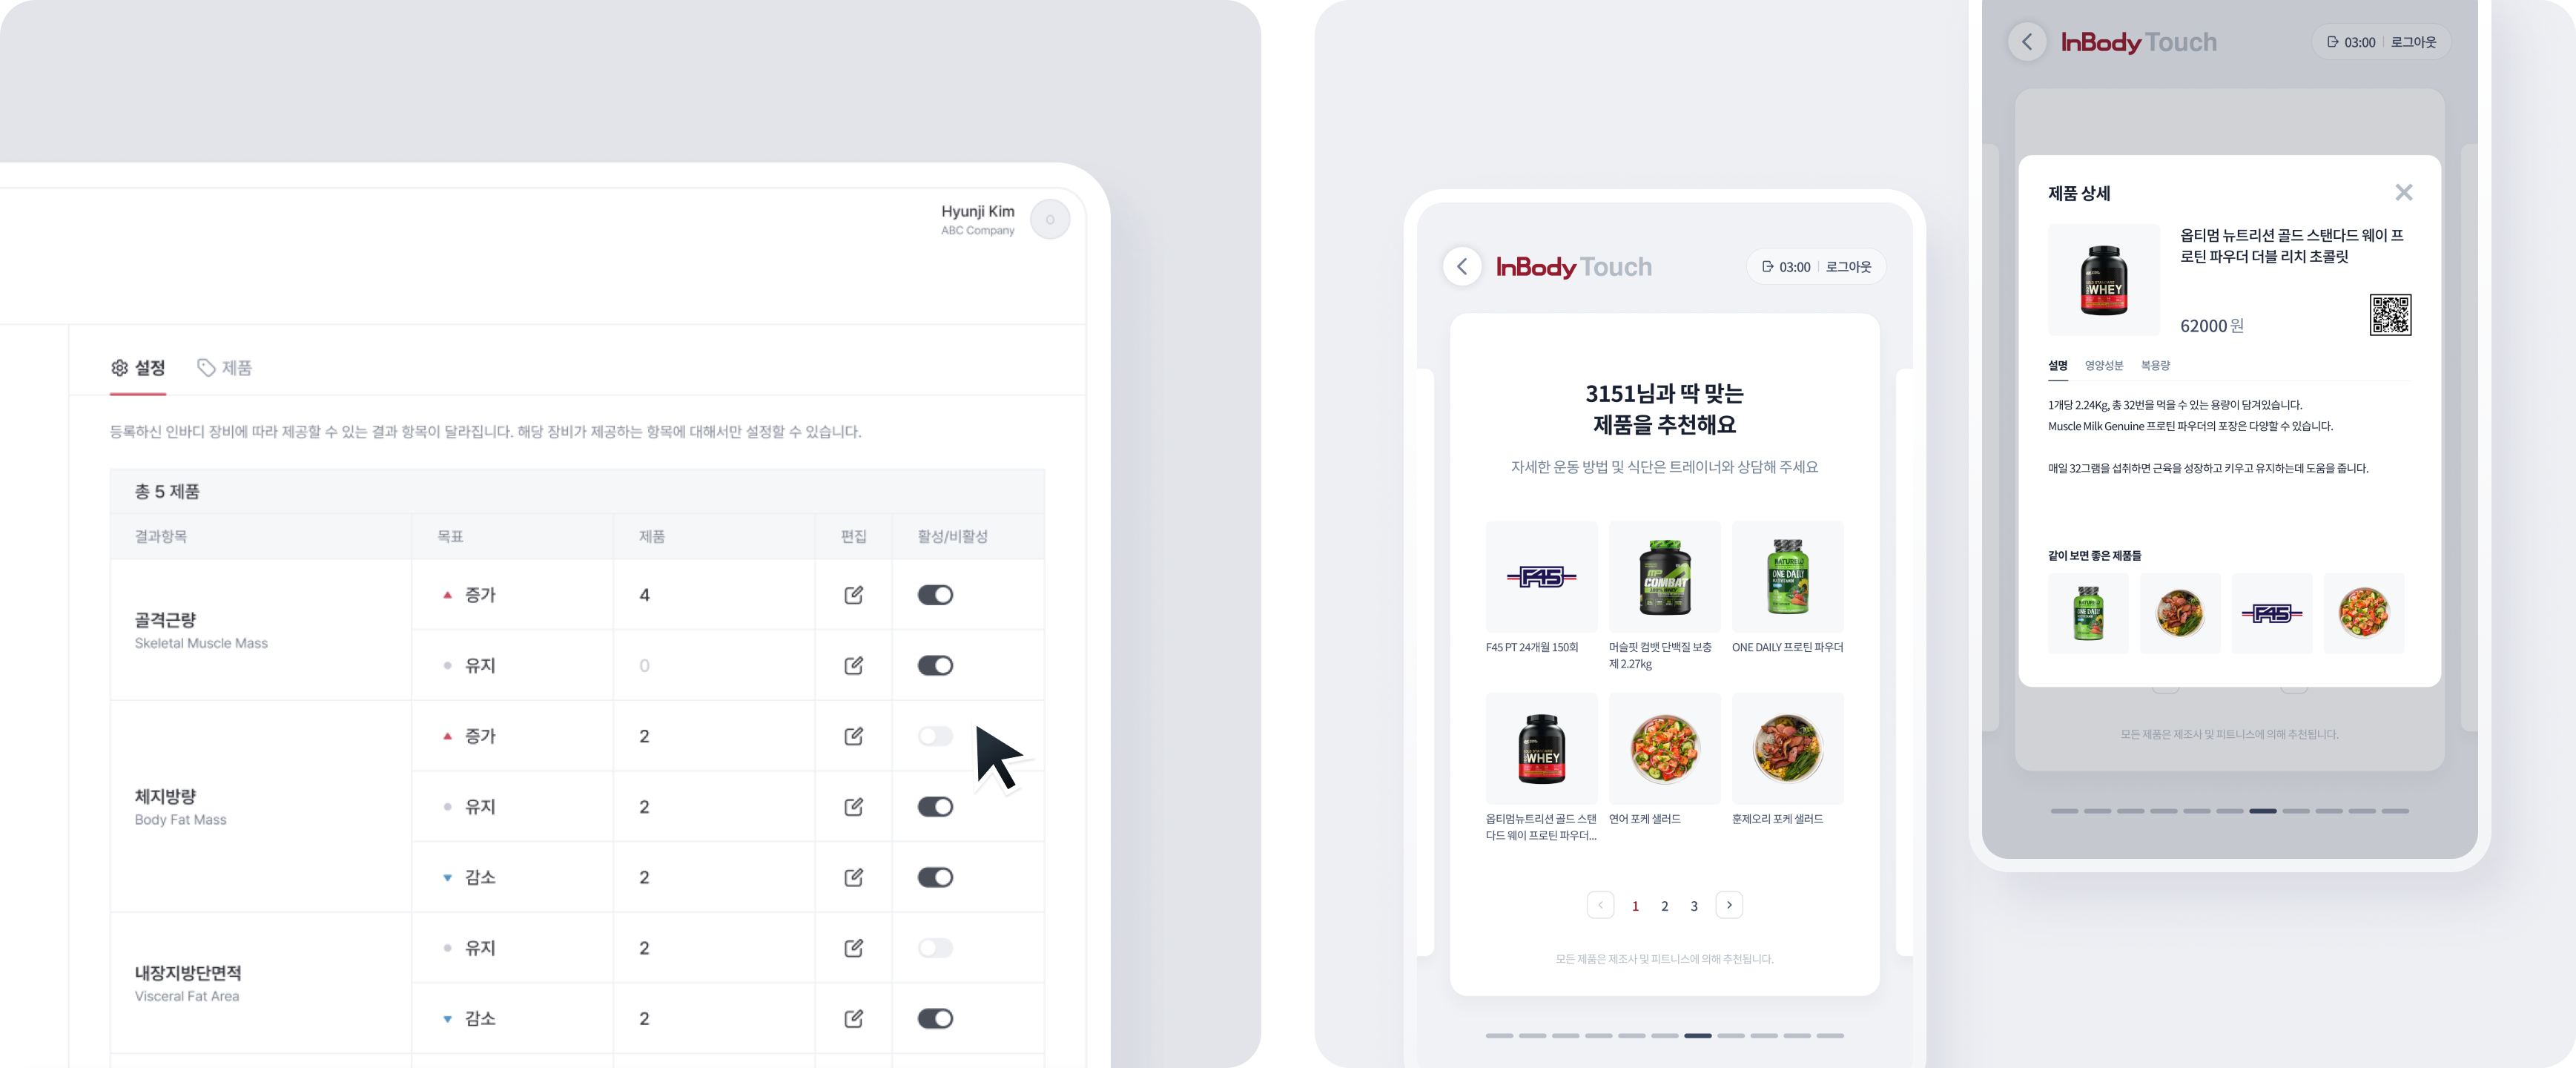 Hyunji Kim
ABC Company
설정
제품
등록하신 인바디 장비에 따라 제공할 수 있는 결과 항목이 달라집니다. 해당 장비가 제공하는 항목에 대해서만 설정할 수 있습니다.
총 5 제품
결과항목 목표 제품 편집 활성/비활성
골격근량
Skeletal Muscle Mass
증가 4
유지 0
체지방량
Body Fat Mass
증가 2
유지 2
감소 2
내장지방단면적
Visceral Fat Area
유지 2
감소 2
InBody Touch
03:00 로그아웃
3151님과 딱 맞는
제품을 추천해요
자세한 운동 방법 및 식단은 트레이너와 상담해 주세요
F45
MP
COMBAT
100% WHEY
NATURELO
ONE DAILY
F45 PT 24개월 150회
머슬핏 컴뱃 단백질 보충
제 2.27kg
ONE DAILY 프로틴 파우더
WHEY
옵티멈뉴트리션 골드 스탠
다드 웨이 프로틴 파우더...
연어 포케 샐러드
훈제오리 포케 샐러드
1 2 3
모든 제품은 제조사 및 피트니스에 의해 추천됩니다.
InBody Touch
03:00 로그아웃
제품 상세
WHEY
옵티멈 뉴트리션 골드 스탠다드 웨이 프
로틴 파우더 더블 리치 초콜릿
62000 원
설명 영양성분 복용량
1개당 2.24Kg, 총 32번을 먹을 수 있는 용량이 담겨있습니다.
Muscle Milk Genuine 프로틴 파우더의 포장은 다양할 수 있습니다.
매일 32그램을 섭취하면 근육을 성장하고 키우고 유지하는데 도움을 줍니다.
같이 보면 좋은 제품들
NATURELO
ONE DAILY
F45
모든 제품은 제조사 및 피트니스에 의해 추천됩니다.